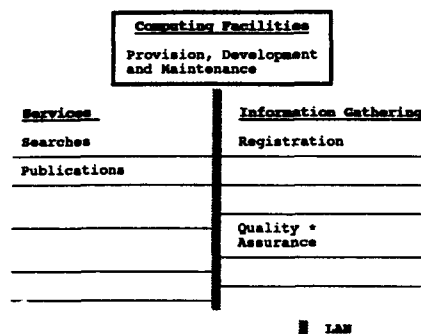 Computing Facilities
Provision, Development
and Maintenance
Services
Information Gathering
Searches
Registration
Publications
Quality *
Assurance
LAN